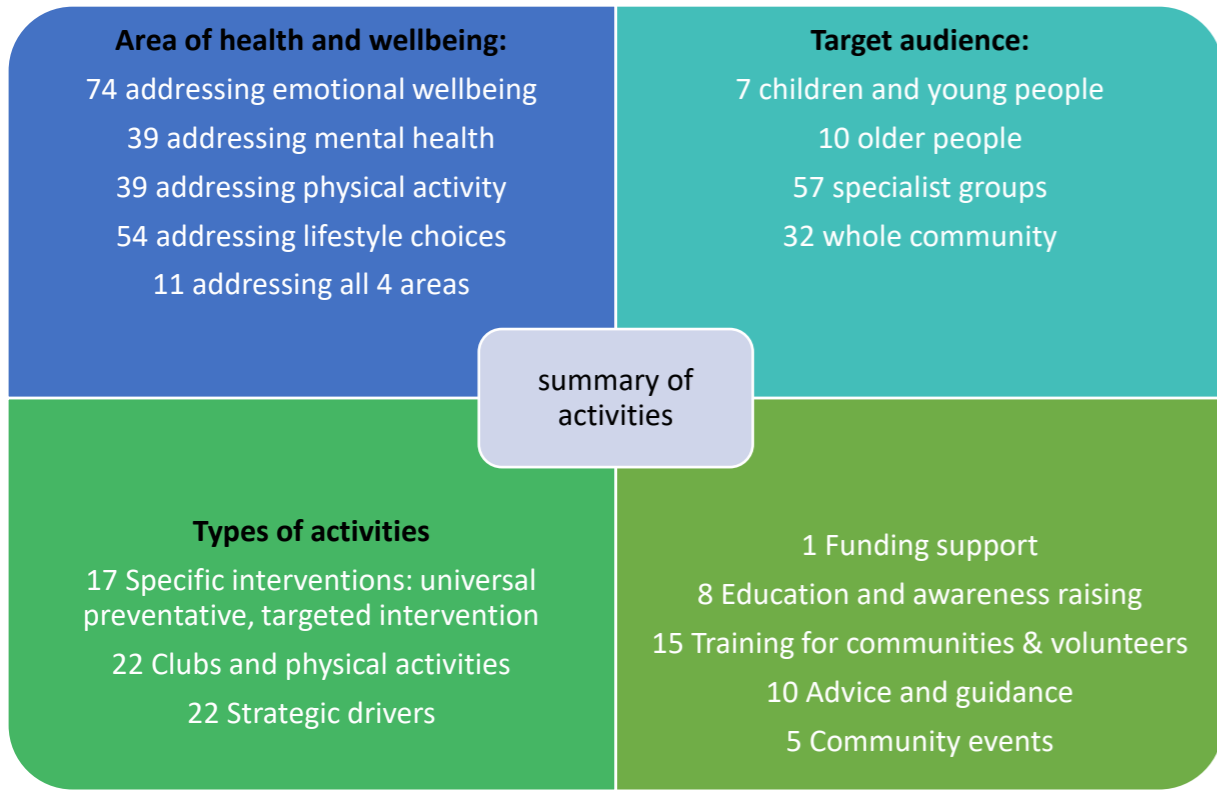 Area of health and wellbeing:
74 addressing emotional wellbeing
39 addressing mental health
39 addressing physical activity
54 addressing lifestyle choices
11 addressing all 4 areas
Target audience:
7 children and young people
10 older people
57 specialist groups
32 whole community
summary of
activities
Types of activities
17 Specific interventions: universal
preventative, targeted intervention
22 Clubs and physical activities
22 Strategic drivers
1 Funding support
8 Education and awareness raising
15 Training for communities & volunteers
10 Advice and guidance
5 Community events